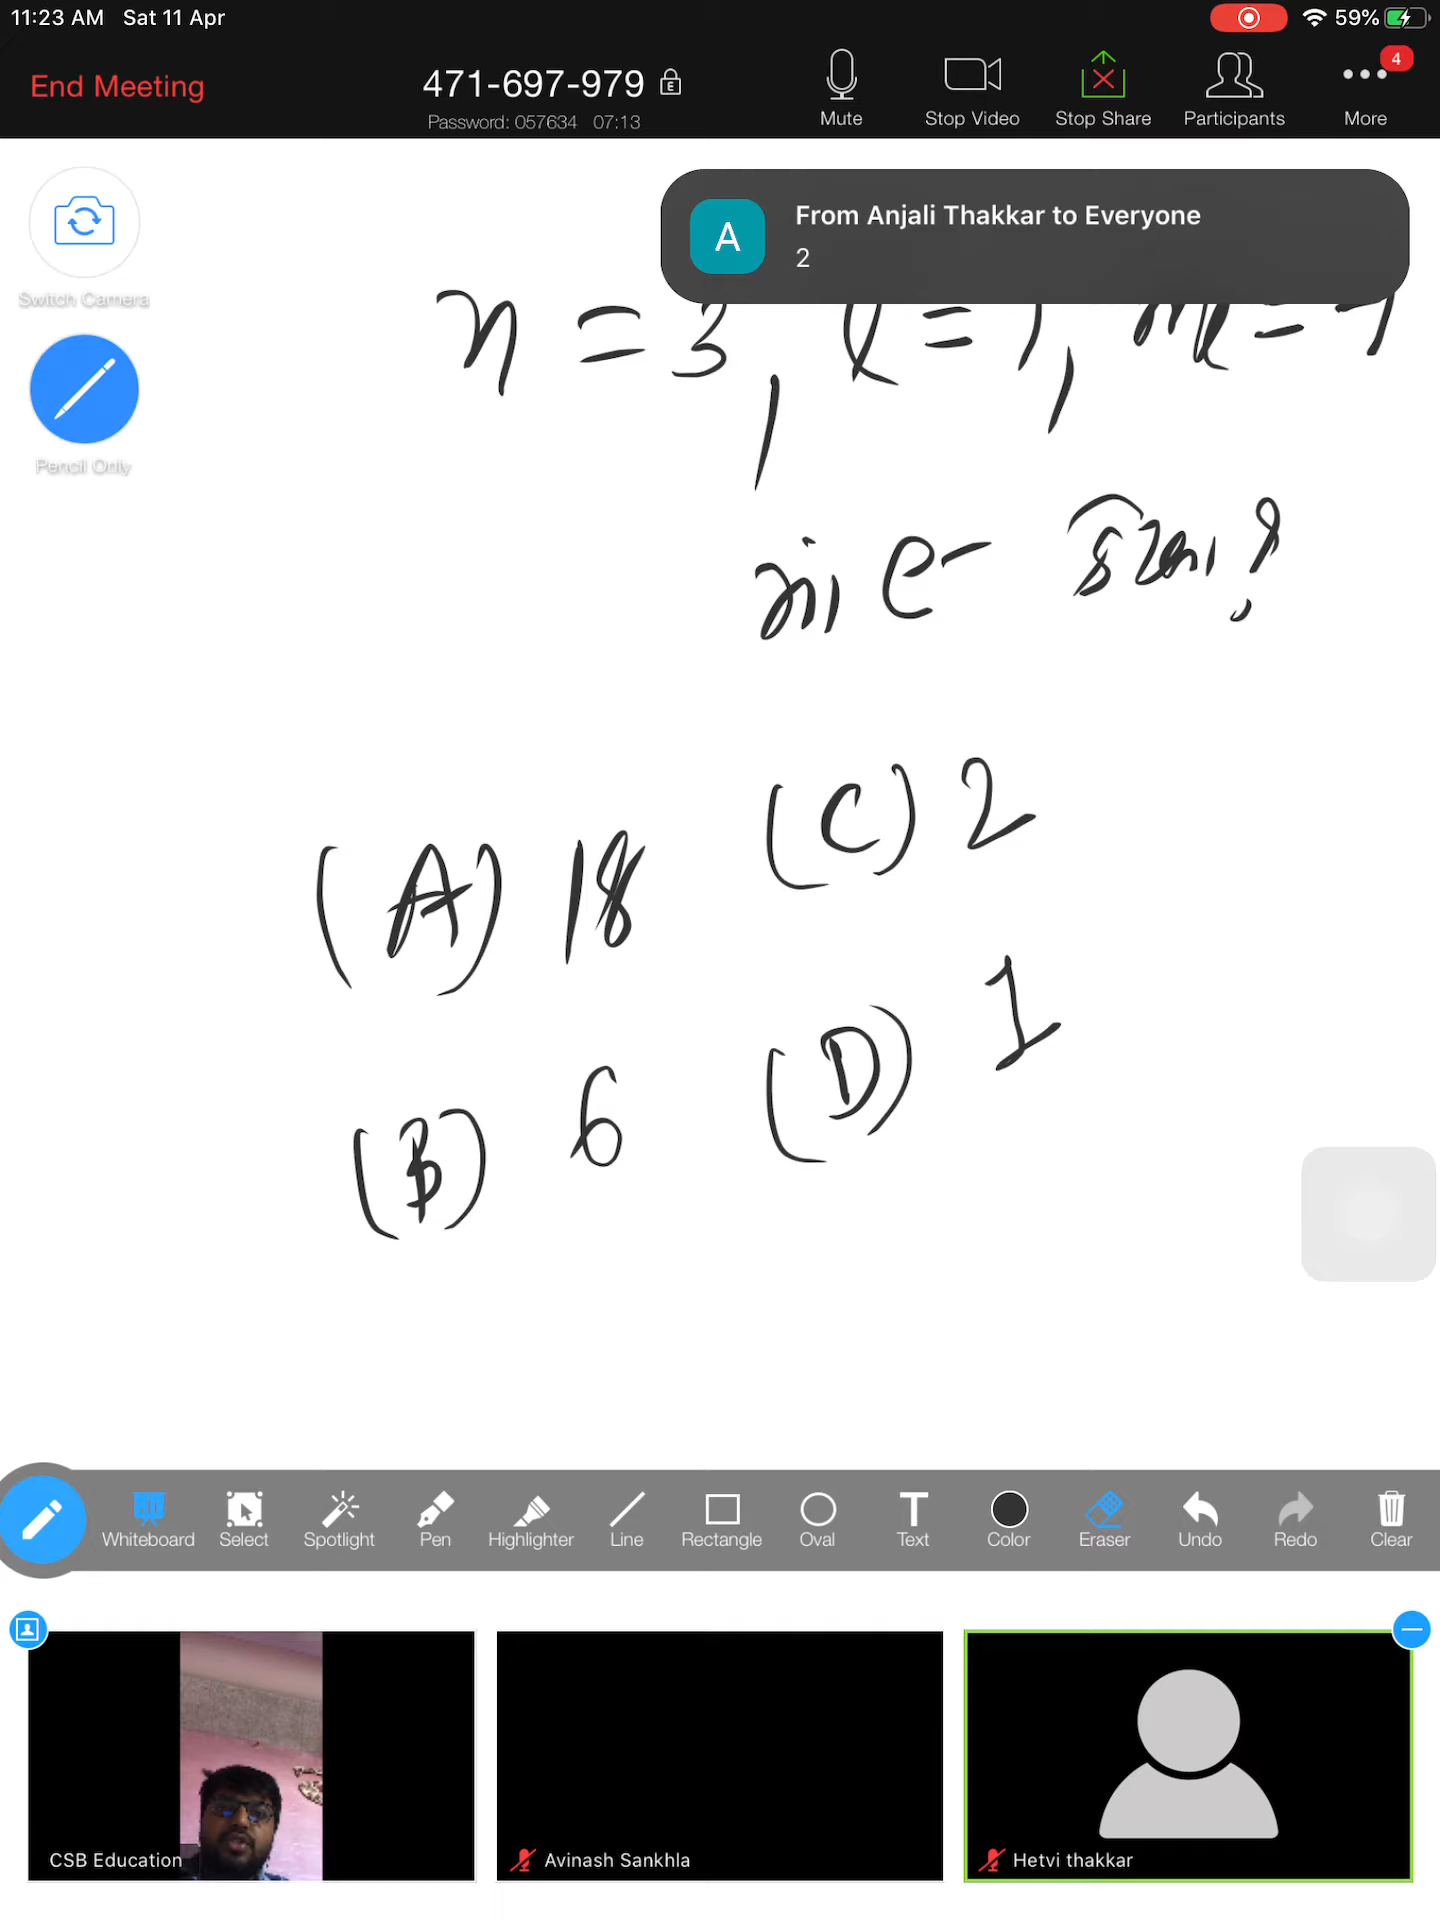 11:23 AM Sat 11 Apr
59%
End Meeting
471-697-979
Password: 057634 07:13
Mute
Stop Video
Stop Share
Participants
More
4
Switch Camera
Pencil Only
A
From Anjali Thakkar to Everyone
2
n = 3, l = 1, m = -1
e-
(A) 18
(C) 2
(B) 6
(D) 1
Whiteboard
Select
Spotlight
Pen
Highlighter
Line
Rectangle
Oval
T
Text
Color
Eraser
Undo
Redo
Clear
CSB Education
Avinash Sankhla
Hetvi thakkar